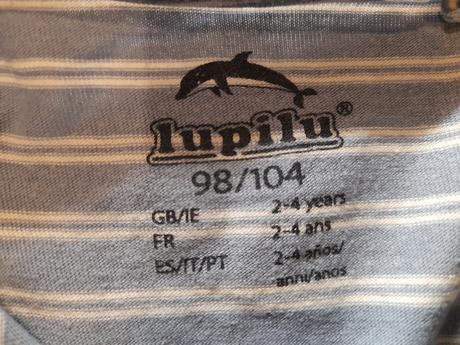 lupilu®
98/104
GB/IE 2-4 years
FR 2-4 ans
ES/IT/PT 2-4 años/
anni/anos